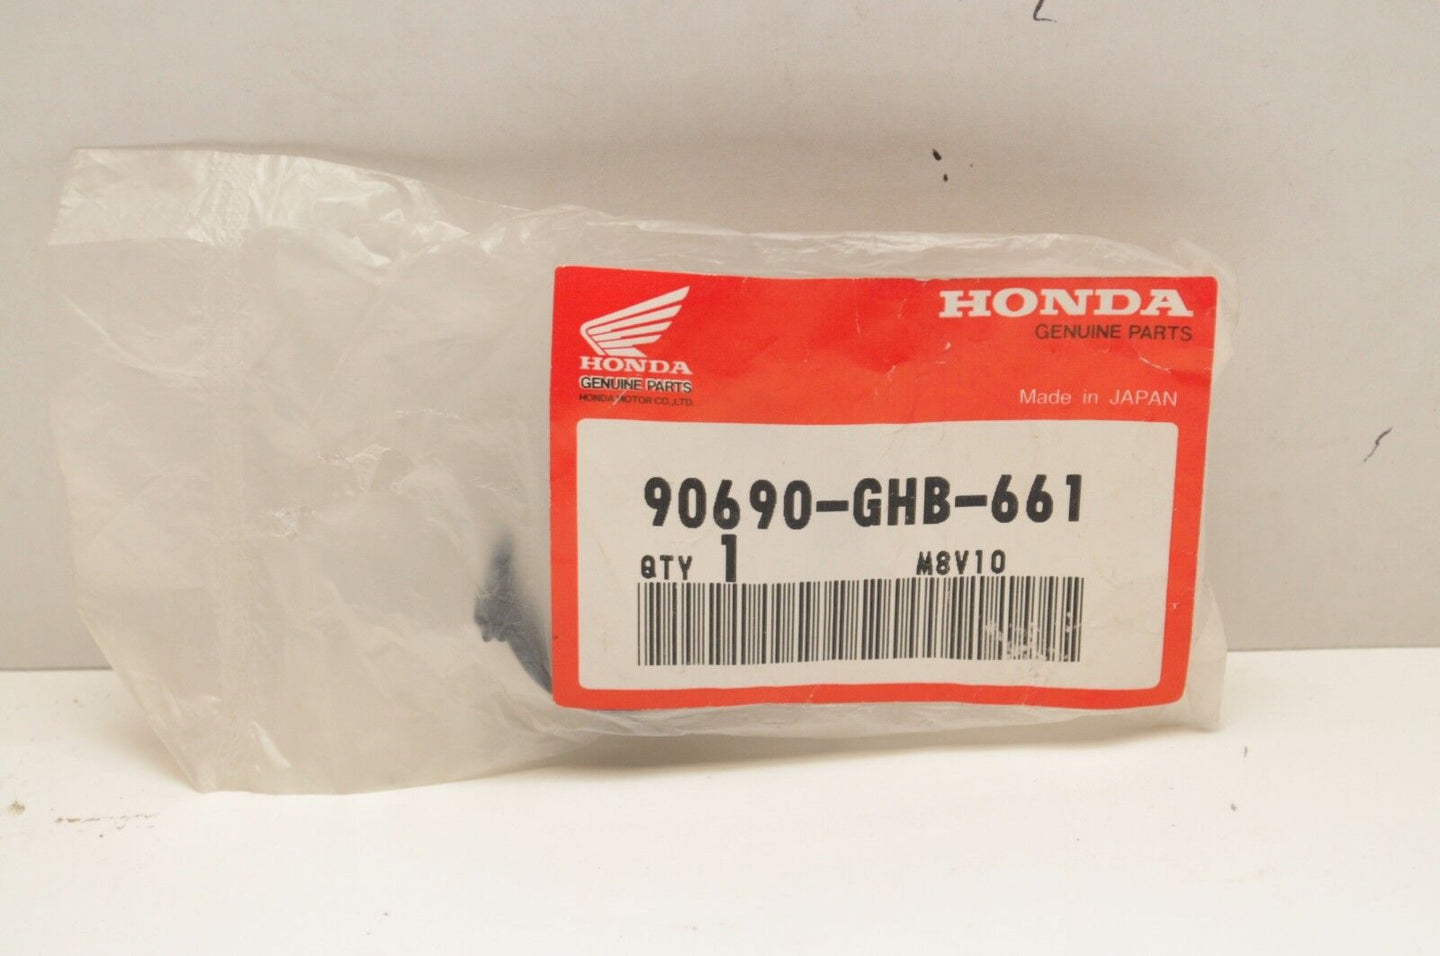 HONDA
GENUINE PARTS
HONDA MOTOR CO.,LTD.
HONDA
GENUINE PARTS
Made in JAPAN
90690-GHB-661
QTY 1 M8V10